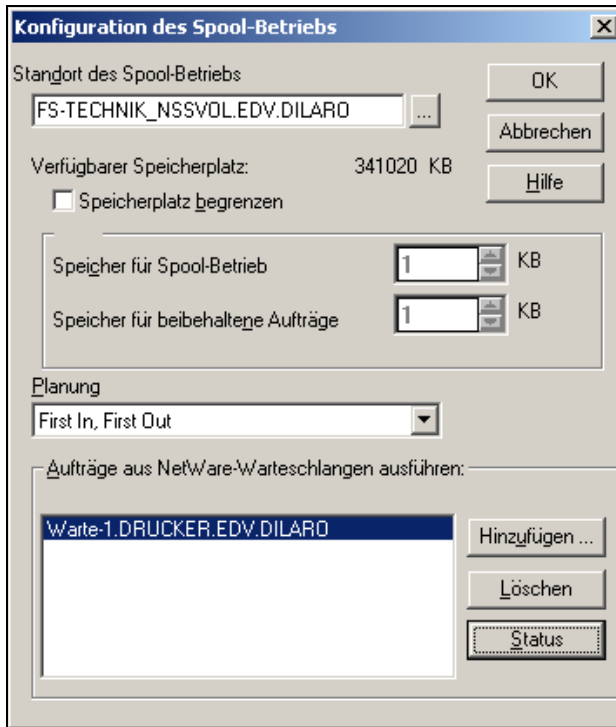 Konfiguration des Spool-Betriebs
Standort des Spool-Betriebs
OK
FS-TECHNIK_NSSVOL.EDV.DILARO
...
Abbrechen
Verfügbarer Speicherplatz: 341020 KB
Hilfe
Speicherplatz begrenzen
Speicher für Spool-Betrieb 1 KB
Speicher für beibehaltene Aufträge 1 KB
Planung
First In, First Out
Aufträge aus NetWare-Warteschlangen ausführen:
Warte-1.DRUCKER.EDV.DILARO
Hinzufügen ...
Löschen
Status